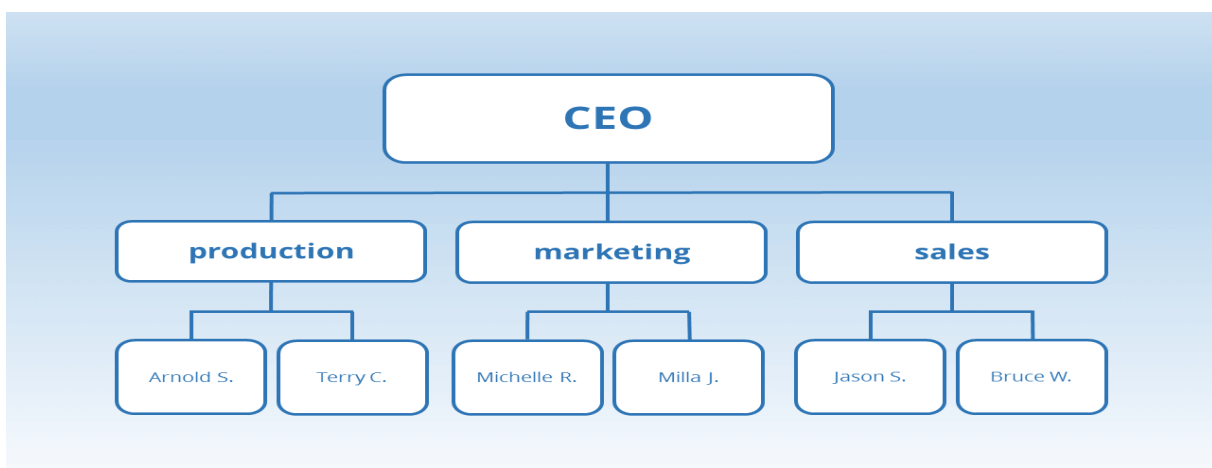 CEO
production
marketing
sales
Arnold S.
Terry C.
Michelle R.
Milla J.
Jason S.
Bruce W.